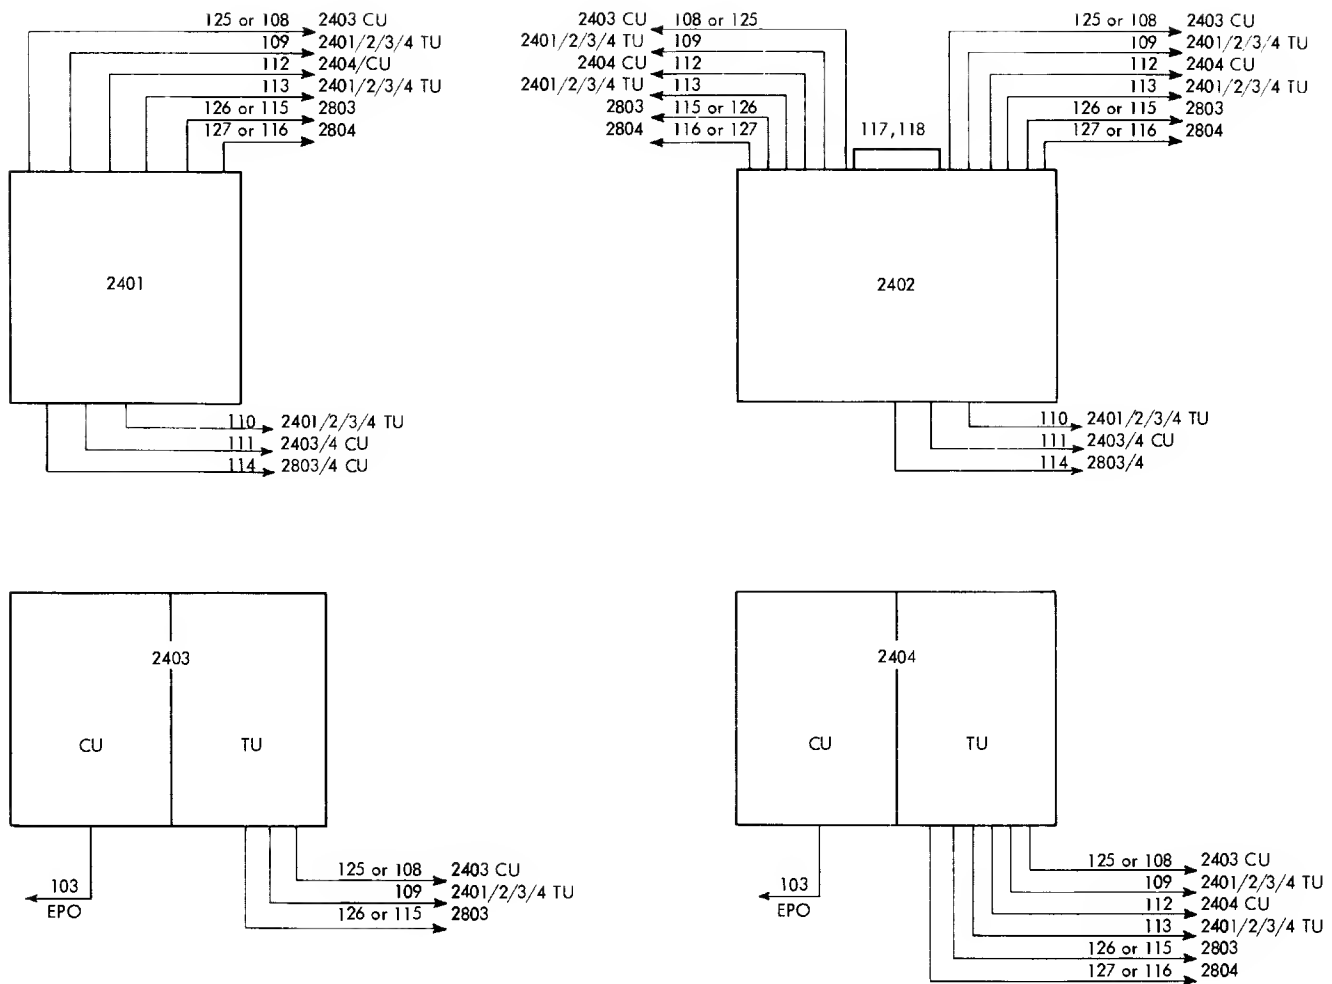 125 or 108 2403 CU
109 2401/2/3/4 TU
112 2404/CU
113 2401/2/3/4 TU
126 or 115 2803
127 or 116 2804
2401
110 2401/2/3/4 TU
111 2403/4 CU
114 2803/4 CU
2403 CU 108 or 125
2401/2/3/4 TU 109
2404 CU 112
2401/2/3/4 TU 113
2803 115 or 126
2804 116 or 127
117,118
125 or 108 2403 CU
109 2401/2/3/4 TU
112 2404 CU
113 2401/2/3/4 TU
126 or 115 2803
127 or 116 2804
2402
110 2401/2/3/4 TU
111 2403/4 CU
114 2803/4
2403
CU TU
103
EPO
125 or 108 2403 CU
109 2401/2/3/4 TU
126 or 115 2803
2404
CU TU
103
EPO
125 or 108 2403 CU
109 2401/2/3/4 TU
112 2404 CU
113 2401/2/3/4 TU
126 or 115 2803
127 or 116 2804